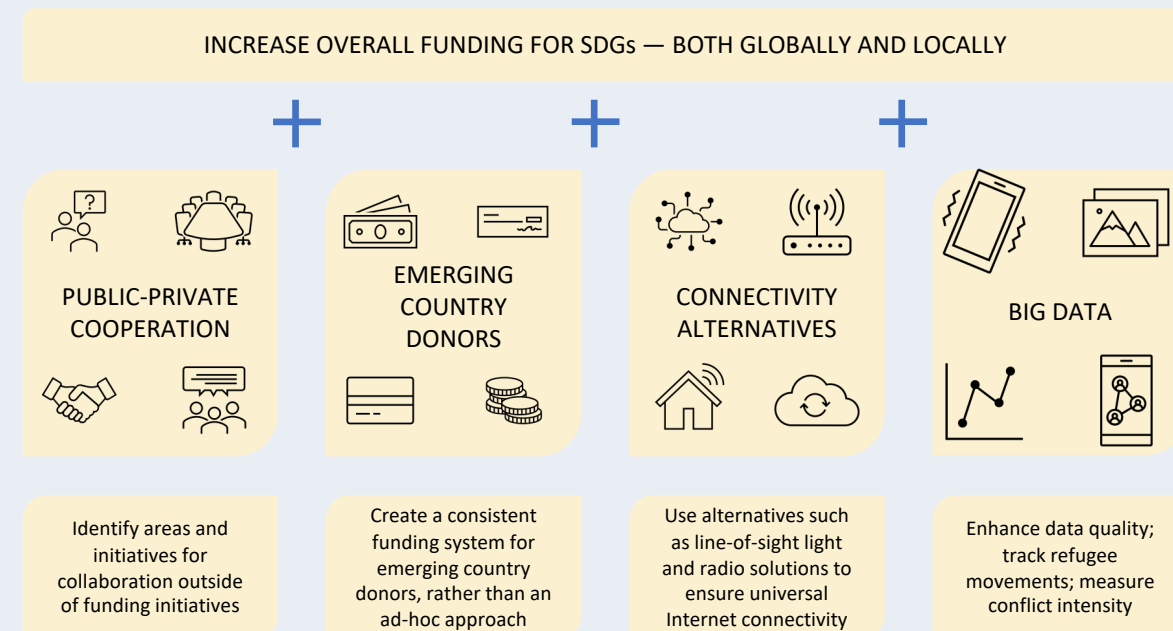 INCREASE OVERALL FUNDING FOR SDGs — BOTH GLOBALLY AND LOCALLY
PUBLIC-PRIVATE
COOPERATION
EMERGING
COUNTRY
DONORS
CONNECTIVITY
ALTERNATIVES
BIG DATA
Identify areas and
initiatives for
collaboration outside
of funding initiatives
Create a consistent
funding system for
emerging country
donors, rather than an
ad-hoc approach
Use alternatives such
as line-of-sight light
and radio solutions to
ensure universal
Internet connectivity
Enhance data quality;
track refugee
movements; measure
conflict intensity